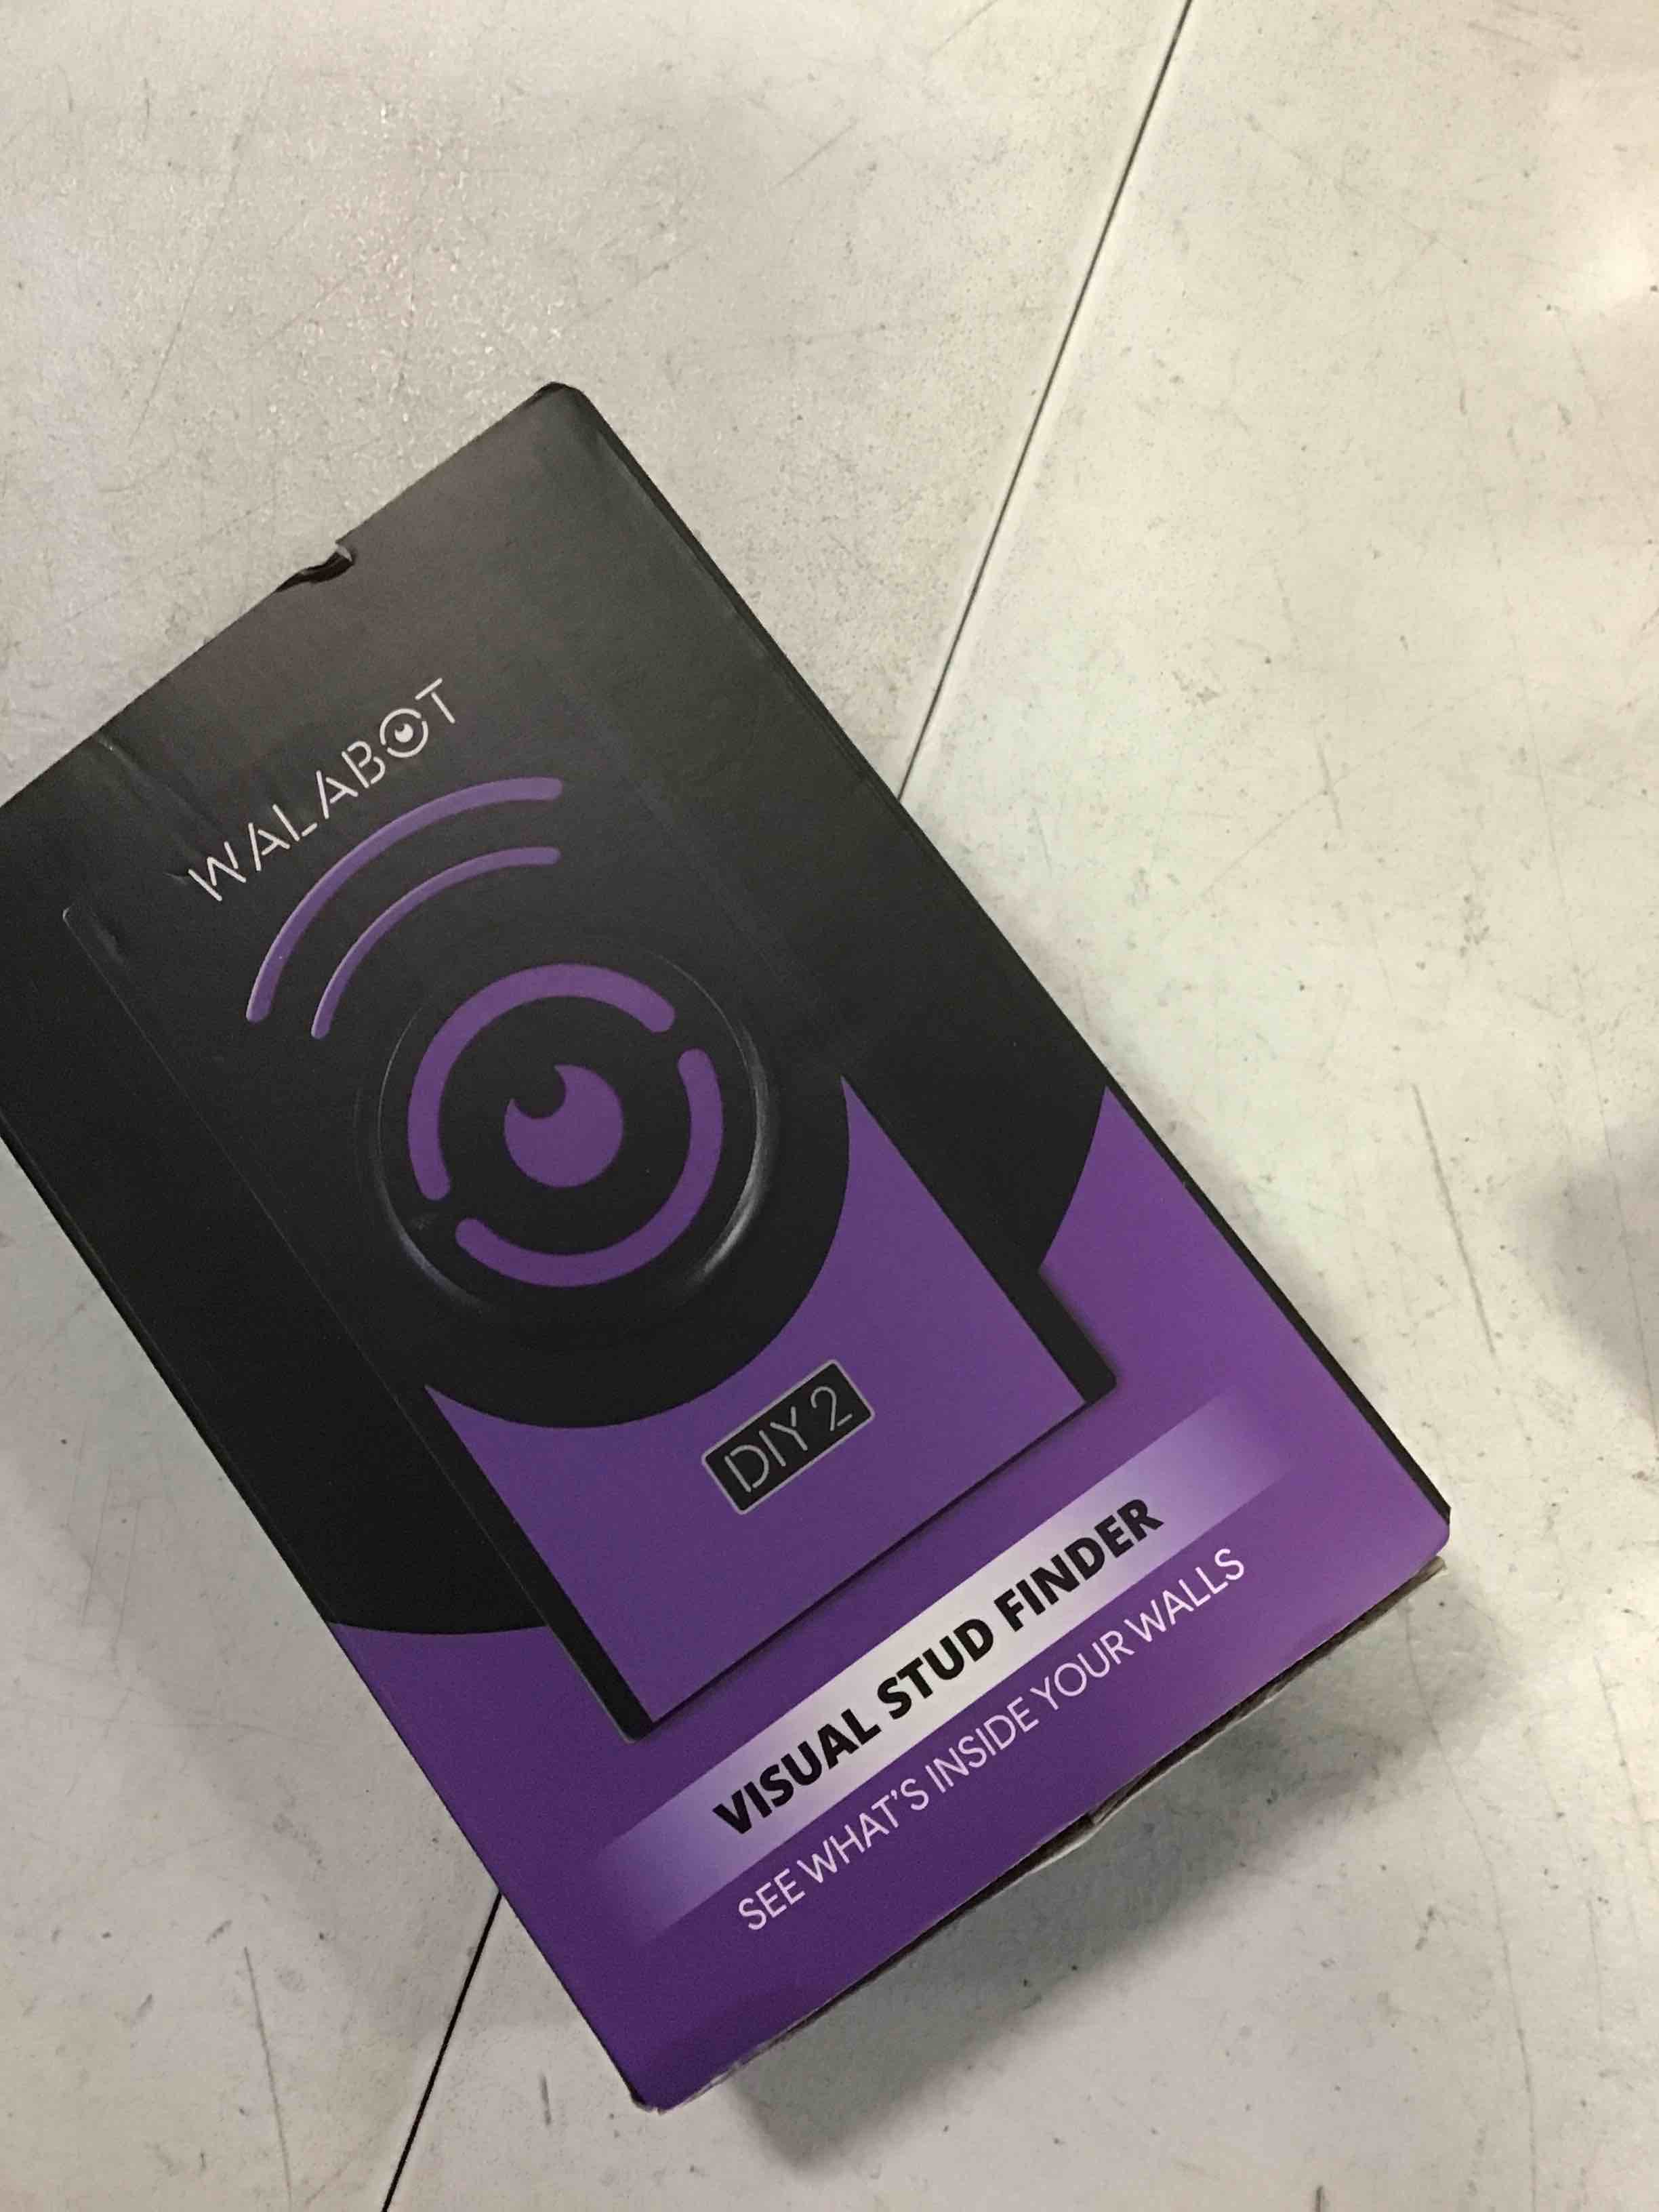 WALABOT
DIY 2
VISUAL STUD FINDER
SEE WHAT'S INSIDE YOUR WALLS